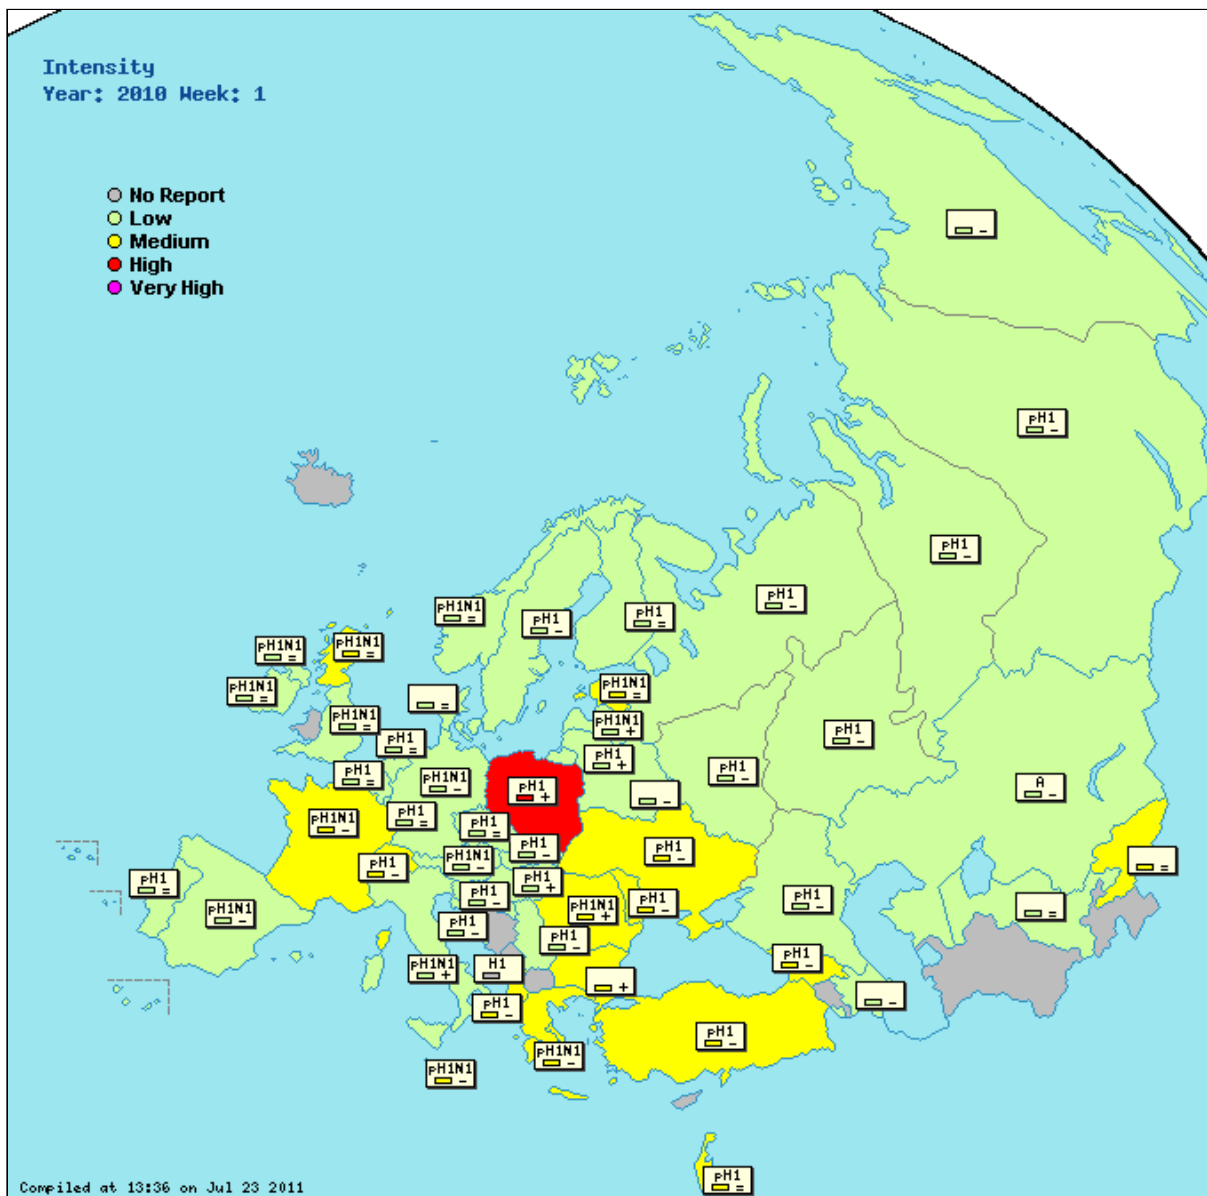 Intensity
Year: 2010 Week: 1
No Report
Low
Medium
High
Very High
-
pH1
-
pH1
-
pH1
-
pH1N1
=
pH1
-
pH1
=
pH1N1
=
pH1N1
=
pH1N1
=
pH1N1
=
=
pH1N1
=
pH1N1
+
pH1
=
pH1
-
pH1
+
pH1
-
pH1
=
pH1N1
-
pH1
+
-
A
-
pH1N1
-
pH1
=
pH1
=
pH1
-
pH1
-
pH1N1
-
pH1
-
=
pH1
=
pH1N1
-
pH1
-
pH1
+
pH1N1
+
pH1
-
pH1
-
=
pH1
-
pH1
-
pH1N1
+
H1
+
pH1
-
-
pH1
-
pH1
-
pH1N1
-
pH1N1
-
pH1
=
Compiled at 13:36 on Jul 23 2011